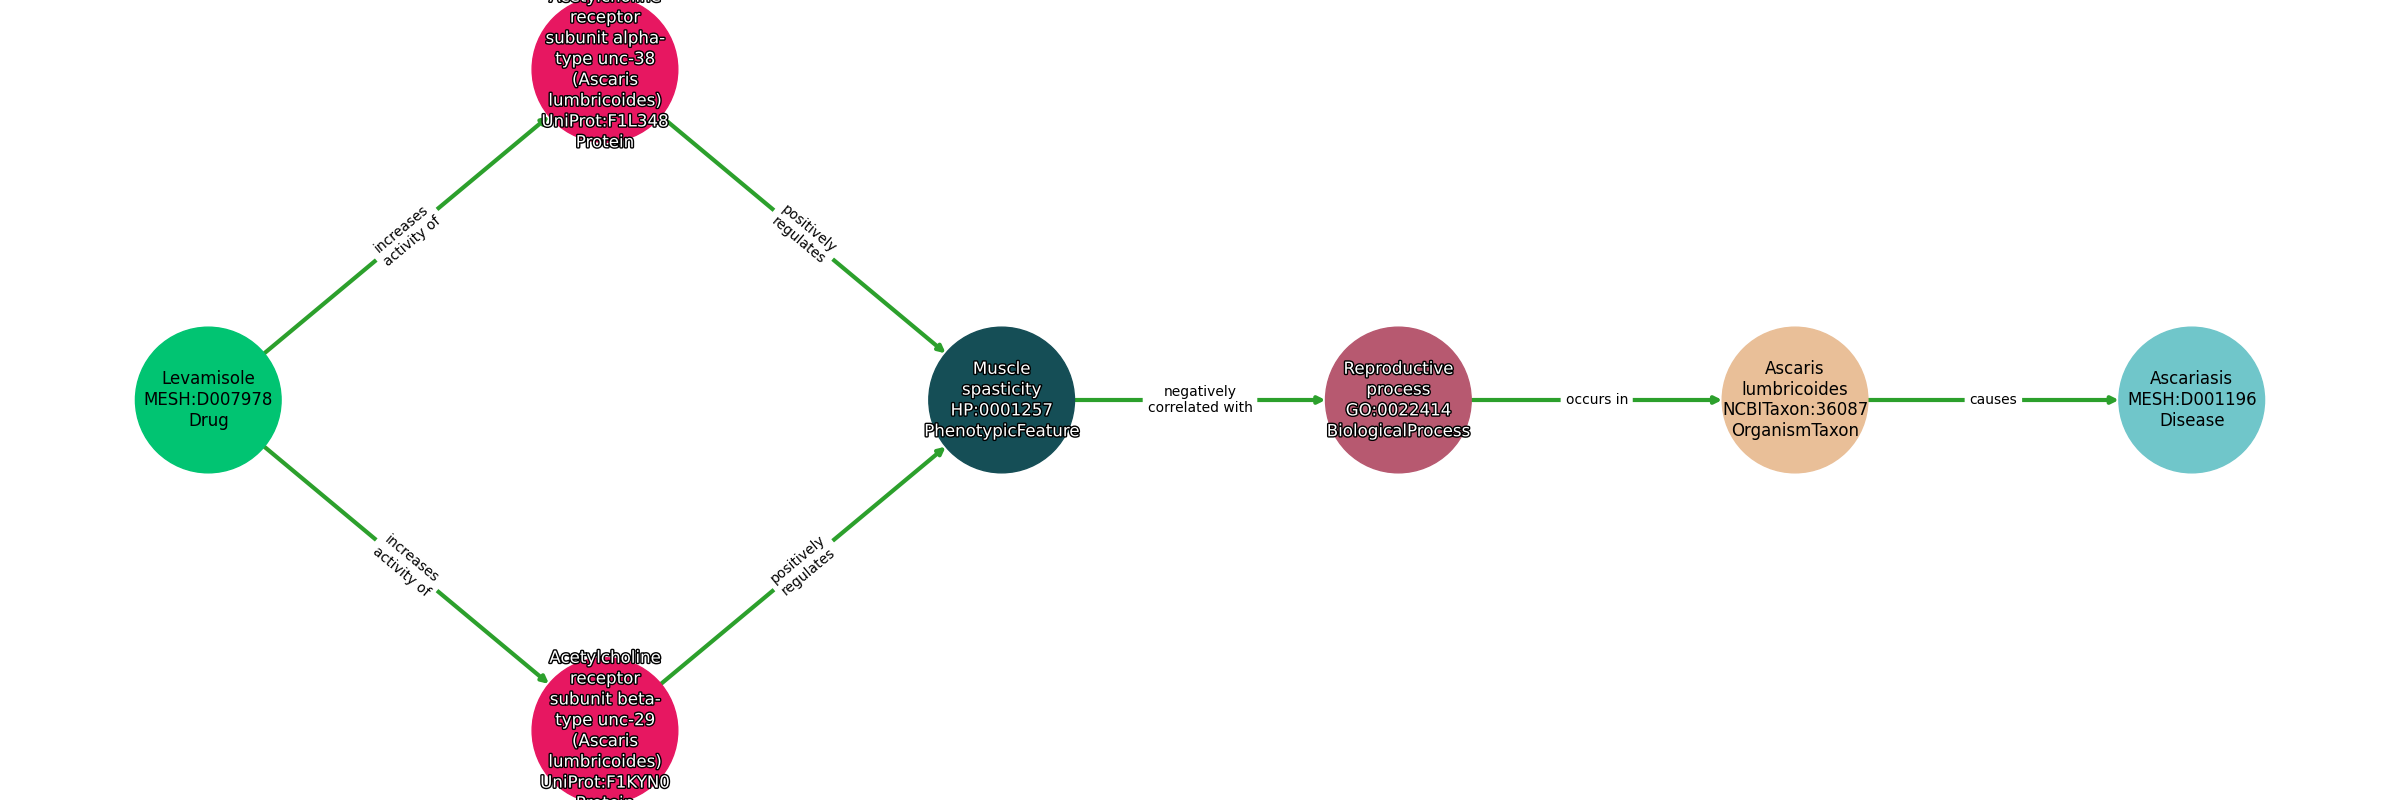 Acetylcholine
receptor
subunit alpha-
type unc-38
(Ascaris
lumbricoides)
UniProt:F1L348
Protein
increases
activity of
positively
regulates
Levamisole
MESH:D007978
Drug
Muscle
spasticity
HP:0001257
PhenotypicFeature
negatively
correlated with
Reproductive
process
GO:0022414
BiologicalProcess
occurs in
Ascaris
lumbricoides
NCBITaxon:36087
OrganismTaxon
causes
Ascariasis
MESH:D001196
Disease
increases
activity of
positively
regulates
Acetylcholine
receptor
subunit beta-
type unc-29
(Ascaris
lumbricoides)
UniProt:F1KYN0
Protein